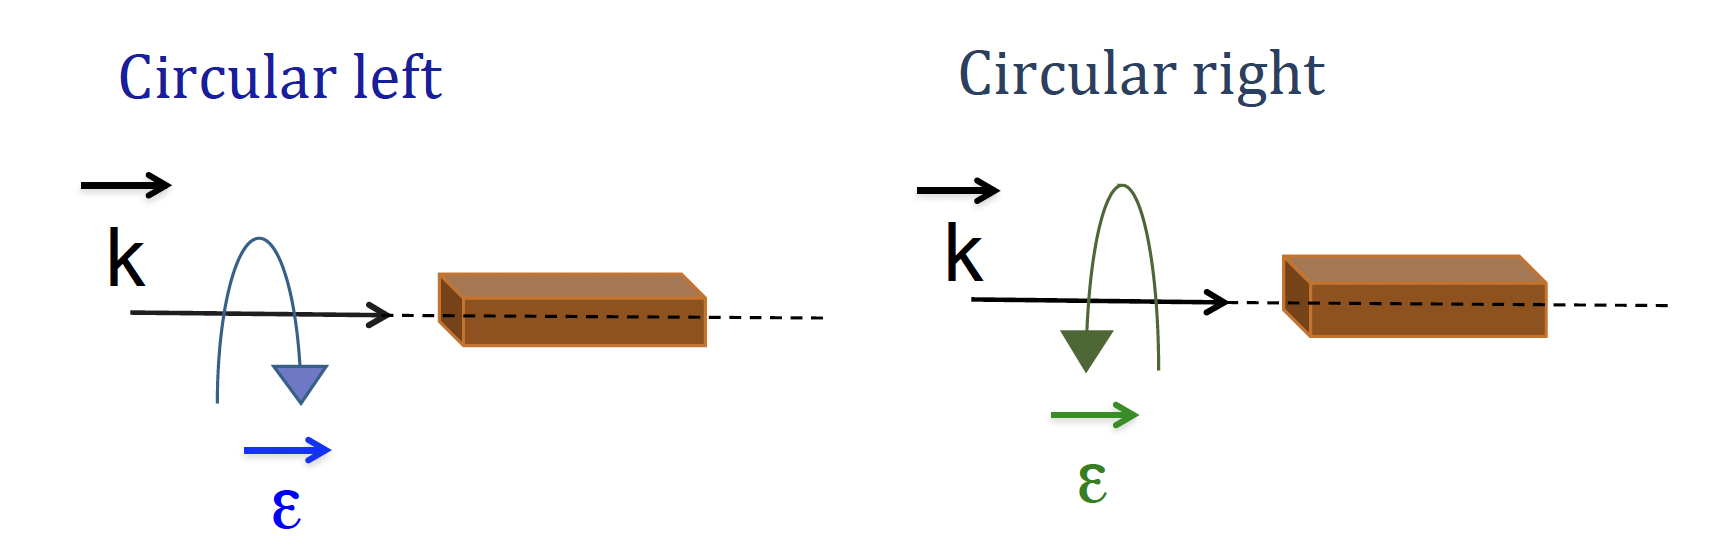 Circular left
k
ε
Circular right
k
ε